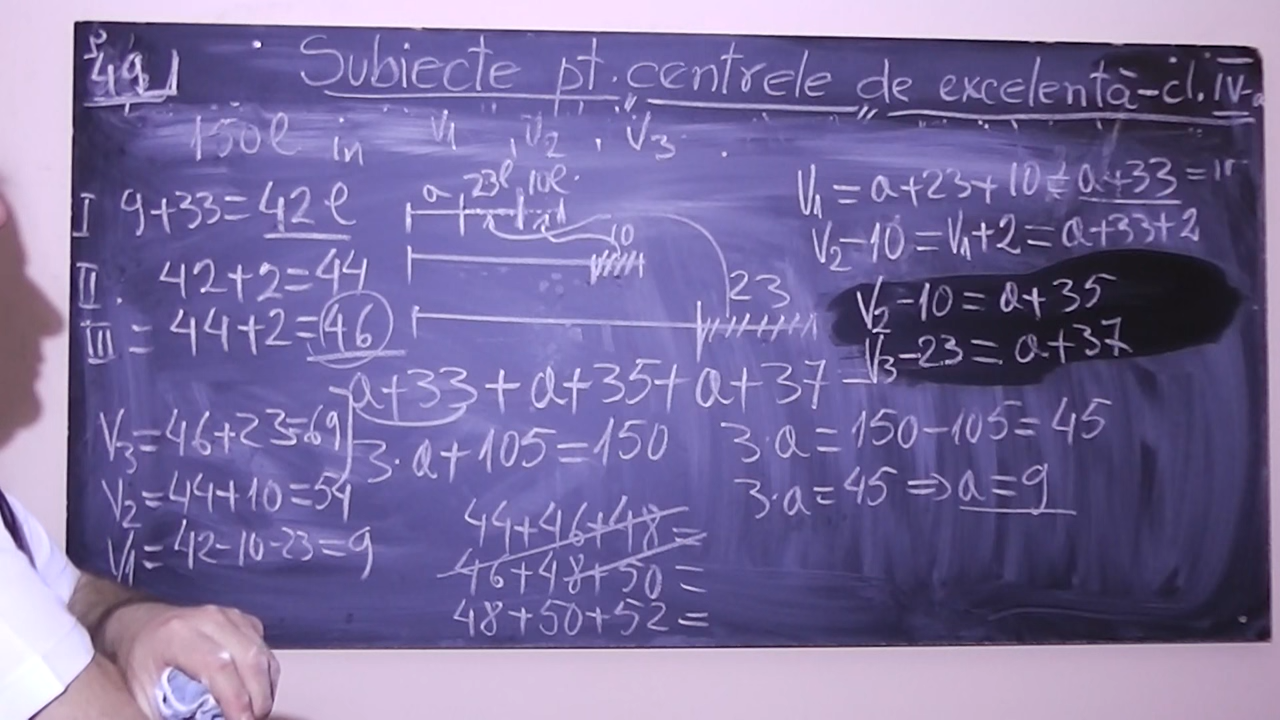 49 Subiecte pt. centrele de excelență-cl. IV-a
150l in V1, V2, V3.
I 9+33=42 l
II. 42+2=44
III = 44+2=46
V3=46+23=69
V2=44+10=54
V1=42-10-23=9
a 23l 10l.
10
23
V1=a+23+10=a+33=
V2-10=V1+2=a+33+2
V2-10=a+35
V3-23=a+37
a+33+a+35+a+37=
3·a+105=150
3·a=150-105=45
3·a=45⇒a=9
44+46+48=
46+48+50=
48+50+52=